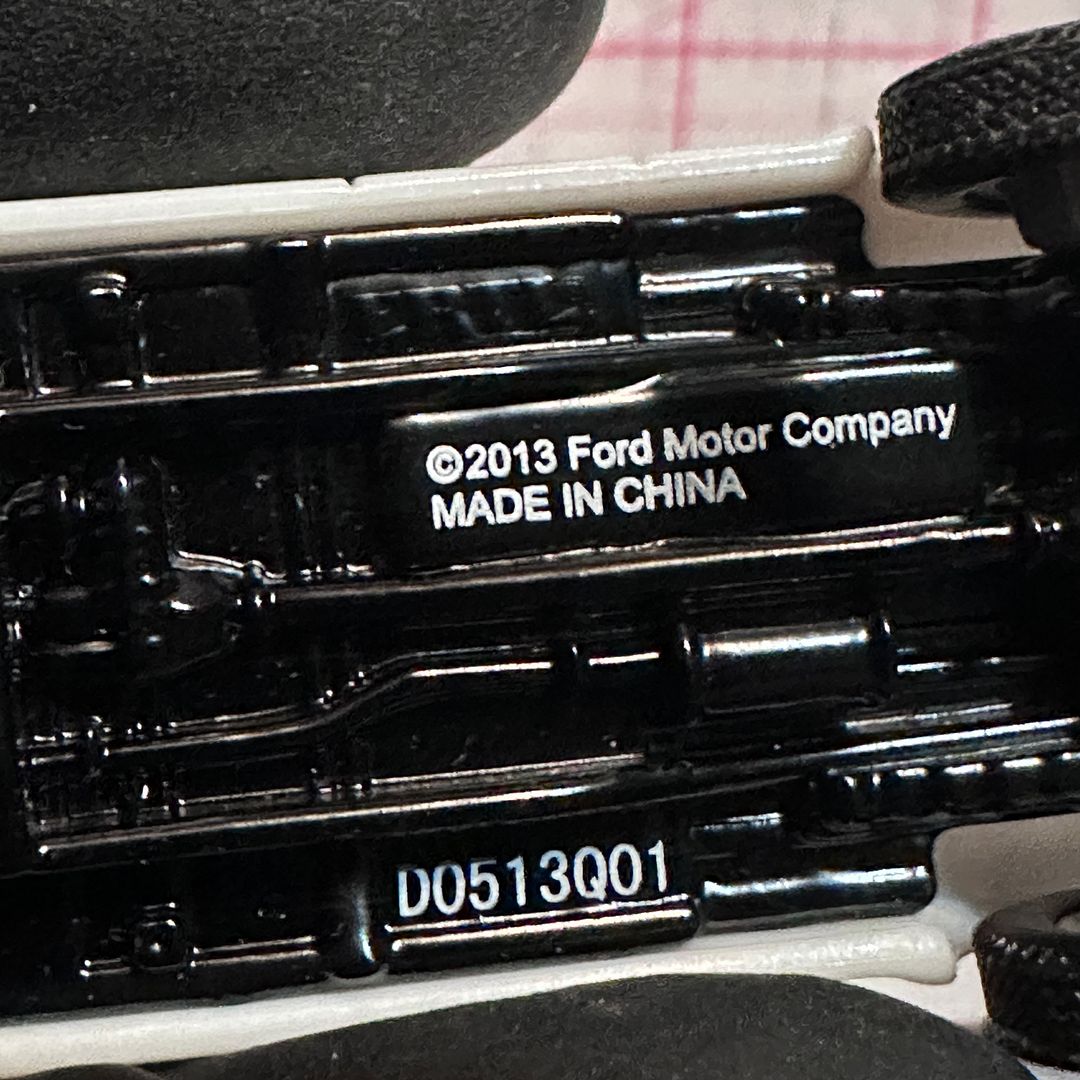 ©2013 Ford Motor Company
MADE IN CHINA
D0513Q01